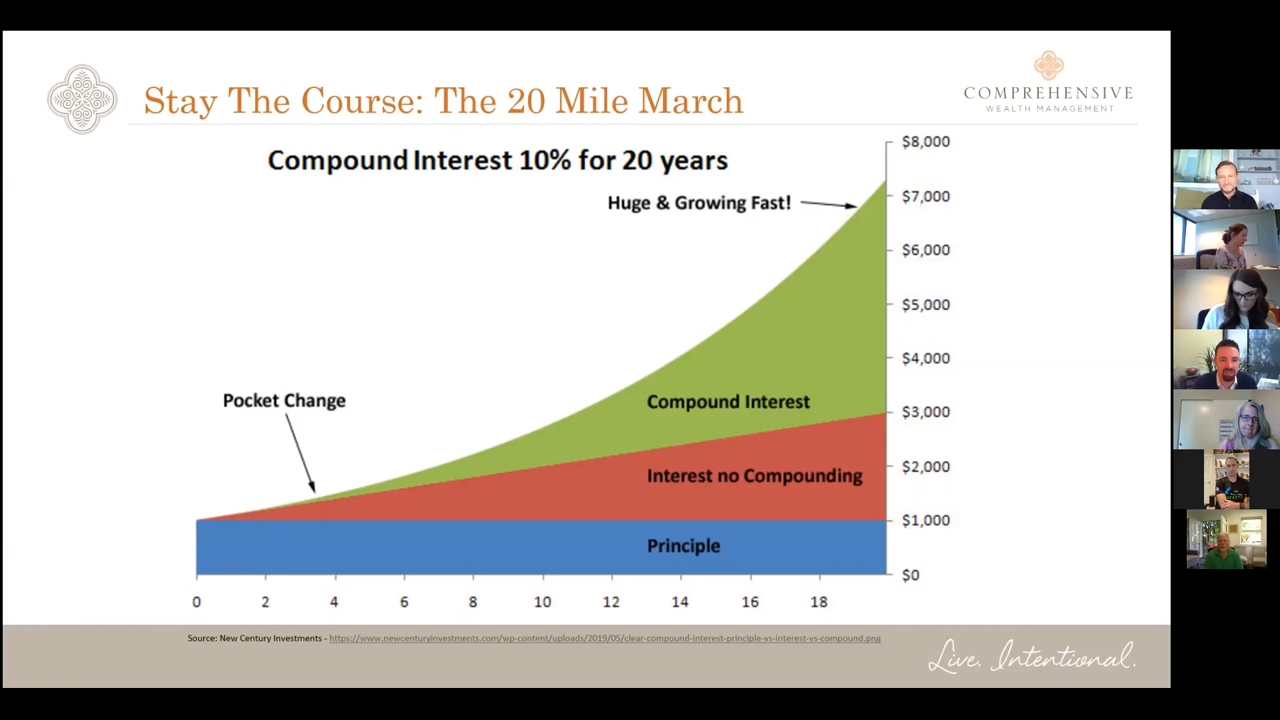 Stay The Course: The 20 Mile March
COMPREHENSIVE
WEALTH MANAGEMENT
Compound Interest 10% for 20 years
$8,000
Huge & Growing Fast!
$7,000
$6,000
$5,000
$4,000
Pocket Change
Compound Interest
$3,000
Interest no Compounding
$2,000
$1,000
Principle
$0
0 2 4 6 8 10 12 14 16 18
Source: New Century Investments - https://www.newcenturyinvestments.com/wp-content/uploads/2019/05/clear-compound-interest-principle-vs-interest-vs-compound.png
Live. Intentional.